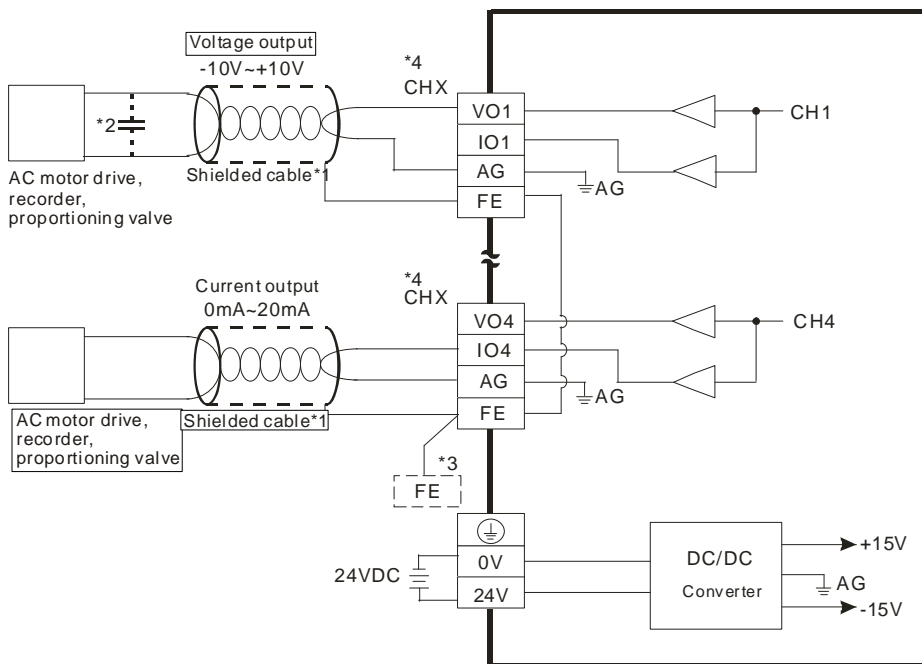 Voltage output
-10V~+10V
*4
CHX
*2
Shielded cable*1
AC motor drive,
recorder,
proportioning valve
VO1
IO1
AG
FE
AG
CH1
Current output
0mA~20mA
*4
CHX
AC motor drive,
recorder,
proportioning valve
Shielded cable*1
VO4
IO4
AG
FE
AG
CH4
*3
FE
24VDC
0V
24V
DC/DC
Converter
+15V
AG
-15V